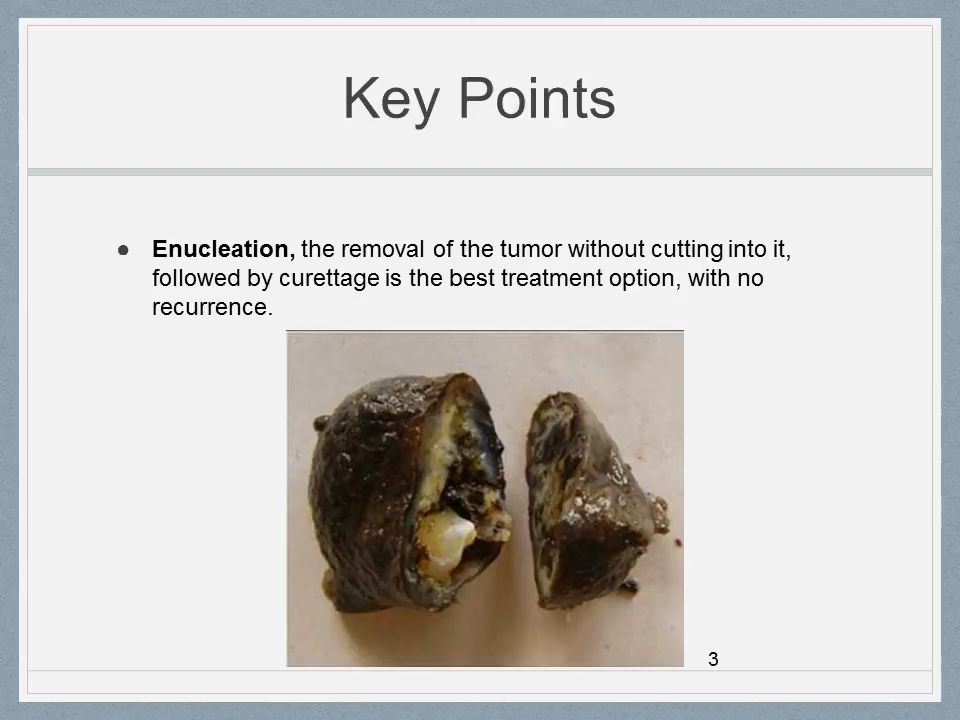 Key Points
● Enucleation, the removal of the tumor without cutting into it,
followed by curettage is the best treatment option, with no
recurrence.
3